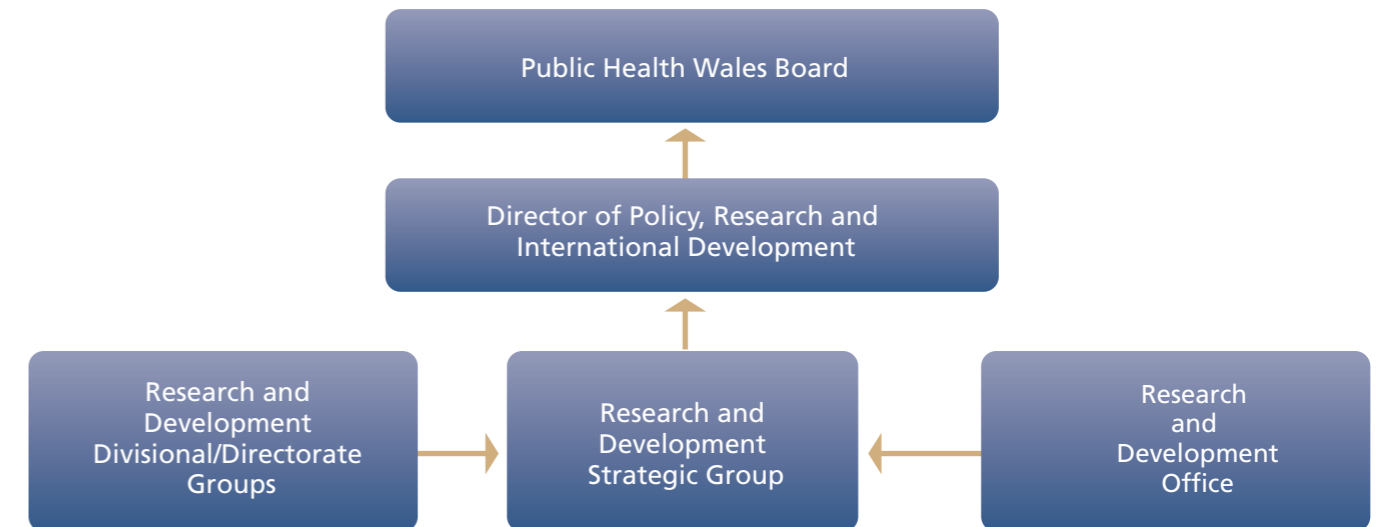 Public Health Wales Board
Director of Policy, Research and
International Development
Research and
Development
Divisional/Directorate
Groups
Research and
Development
Strategic Group
Research
and
Development
Office